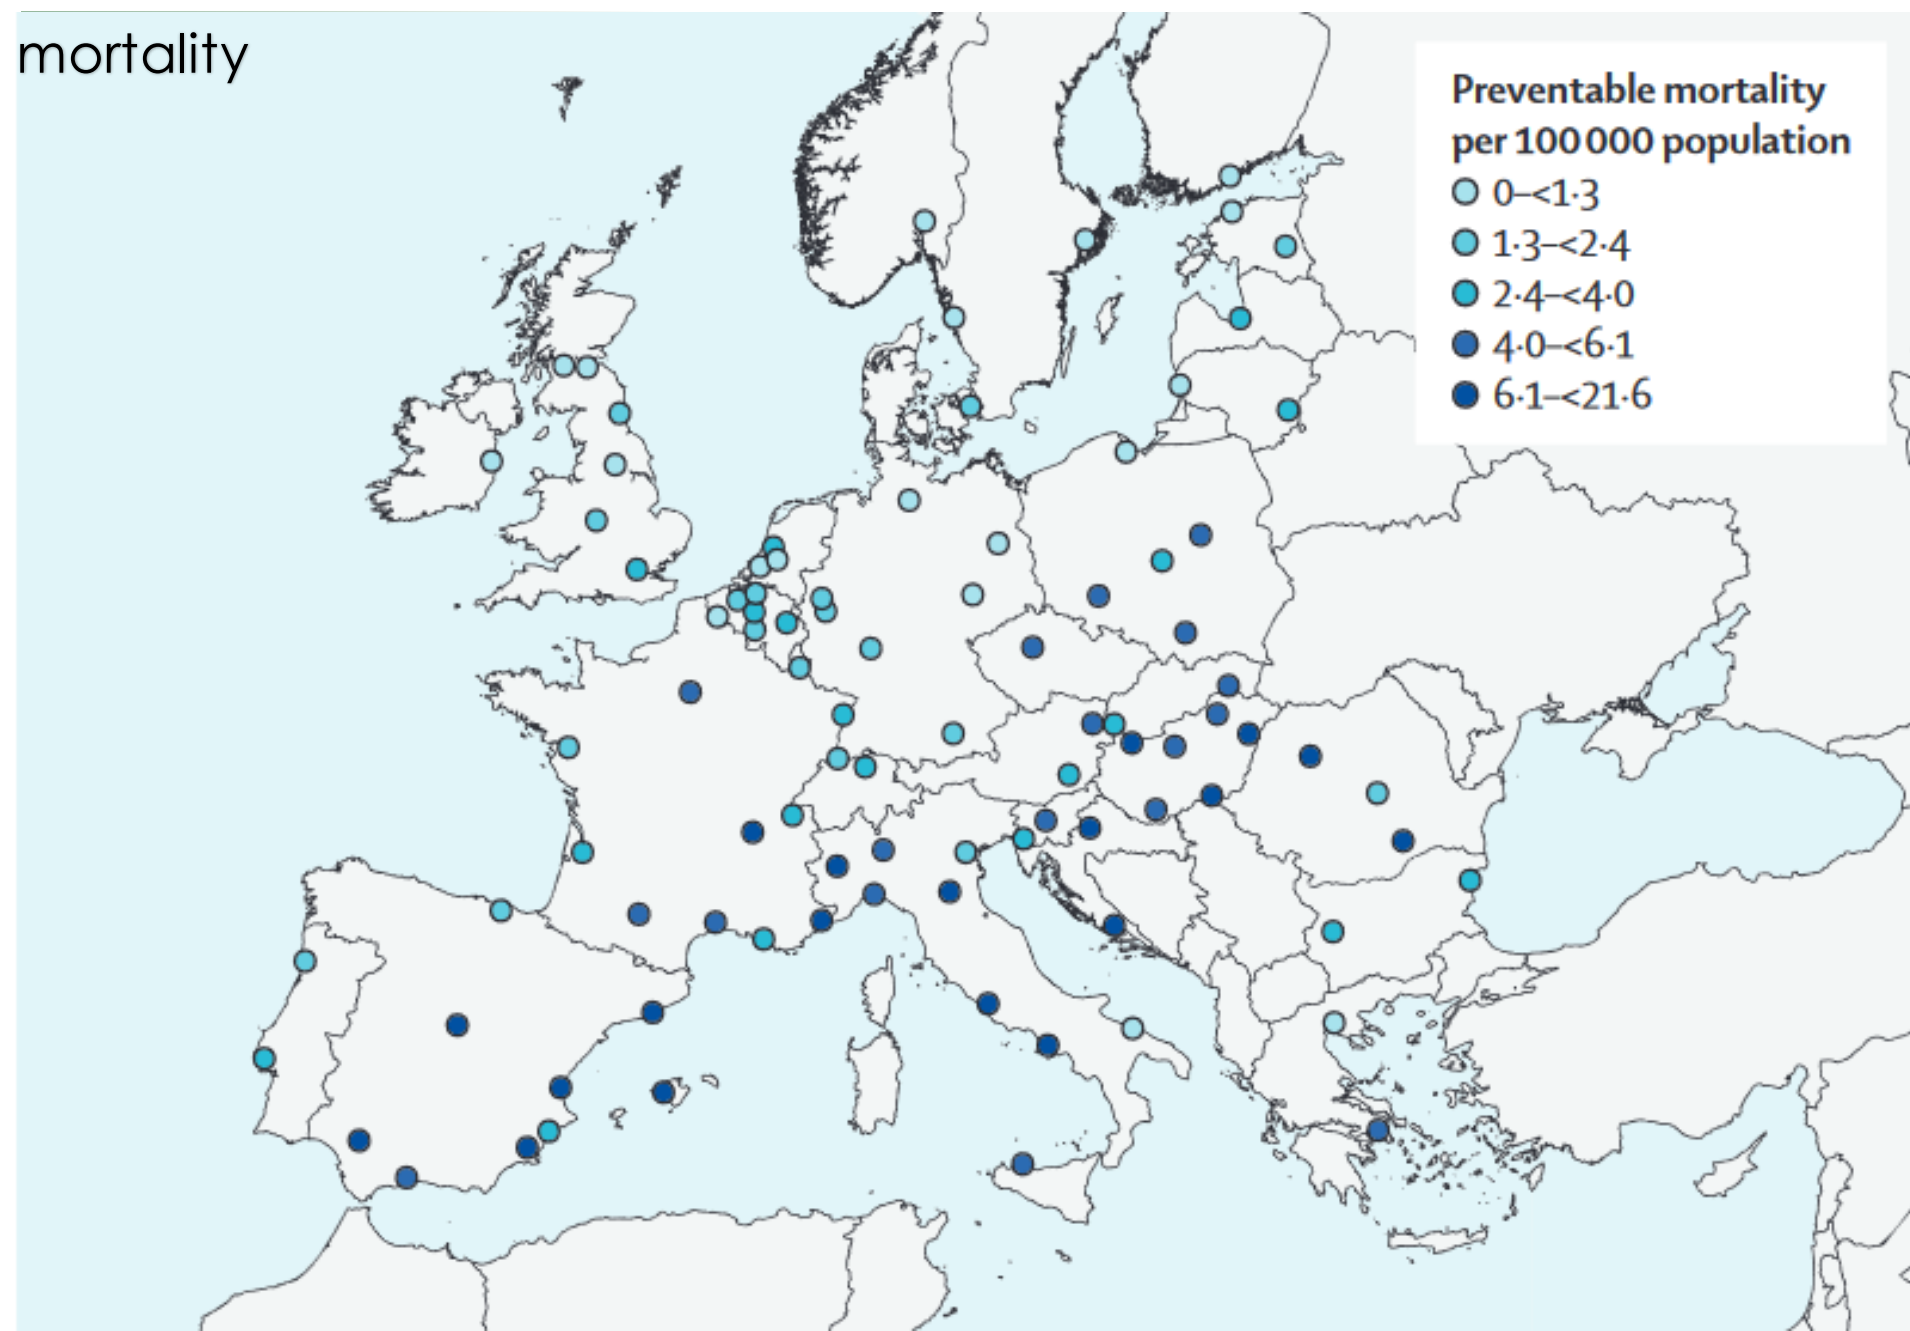 mortality
Preventable mortality
per 100 000 population
0–<1·3
1·3–<2·4
2·4–<4·0
4·0–<6·1
6·1–<21·6